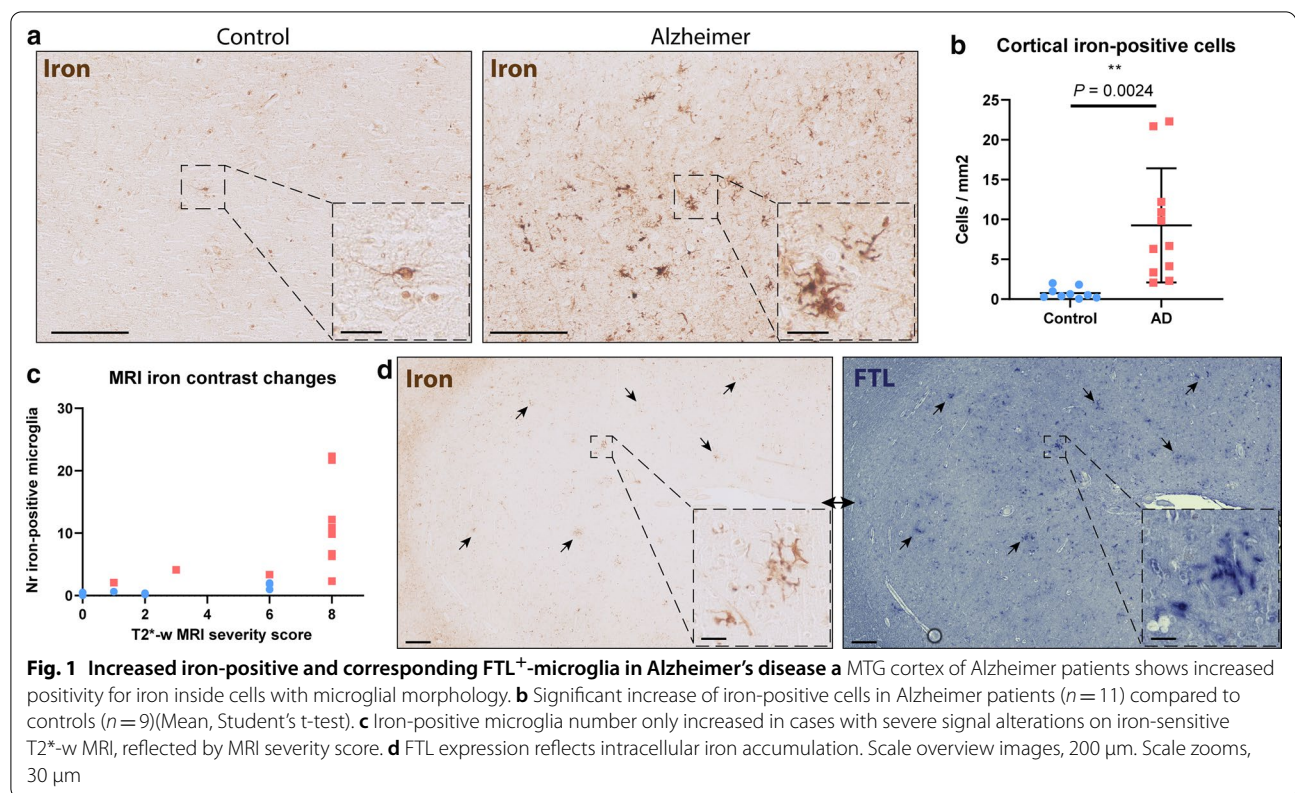 a
Control
Alzheimer
Iron
Iron
b
Cortical iron-positive cells
**
P = 0.0024
25
20
15
10
5
0
Cells / mm2
Control
AD
c
MRI iron contrast changes
30
20
10
0
Nr iron-positive microglia
0
2
4
6
8
T2*-w MRI severity score
d
Iron
FTL
Fig. 1 Increased iron-positive and corresponding FTL+-microglia in Alzheimer's disease a MTG cortex of Alzheimer patients shows increased
positivity for iron inside cells with microglial morphology. b Significant increase of iron-positive cells in Alzheimer patients (n = 11) compared to
controls (n = 9)(Mean, Student's t-test). c Iron-positive microglia number only increased in cases with severe signal alterations on iron-sensitive
T2*-w MRI, reflected by MRI severity score. d FTL expression reflects intracellular iron accumulation. Scale overview images, 200 μm. Scale zooms,
30 μm